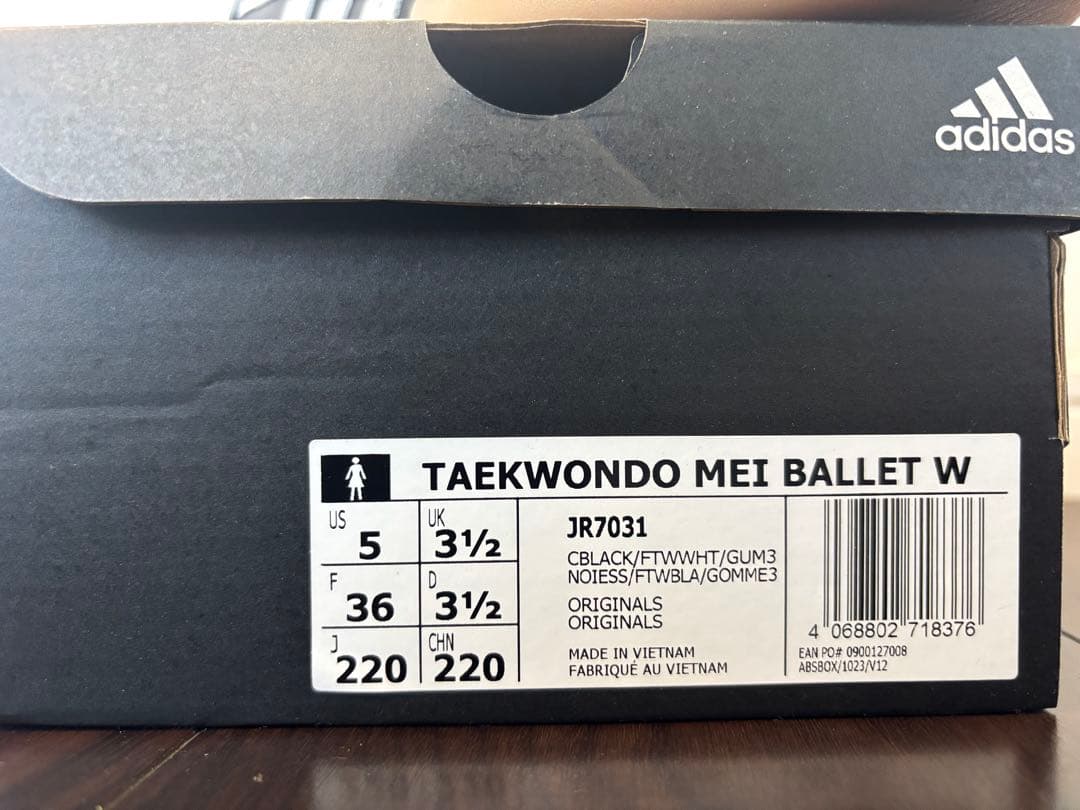 adidas
TAEKWONDO MEI BALLET W
US 5
UK 3½
F 36
D 3½
J 220
CHN 220
JR7031
CBLACK/FTWWHT/GUM3
NOIESS/FTWBLA/GOMME3
ORIGINALS
ORIGINALS
MADE IN VIETNAM
FABRIQUÉ AU VIETNAM
4 068802 718376
EAN PO# 0900127008
ABSBOX/1023/V12